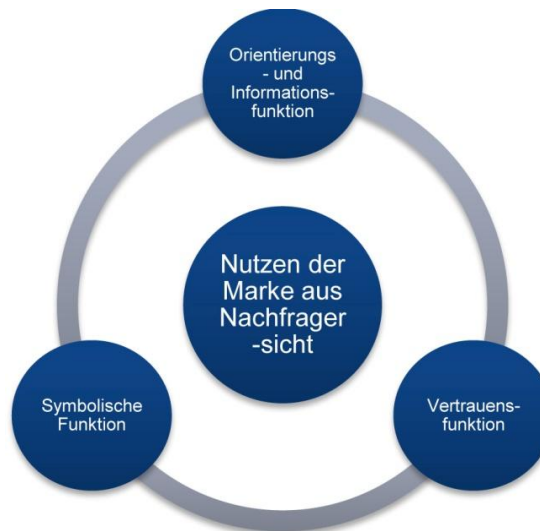 Orientierungs
- und
Informations-
funktion
Nutzen der
Marke aus
Nachfrager
-sicht
Symbolische
Funktion
Vertrauens-
funktion